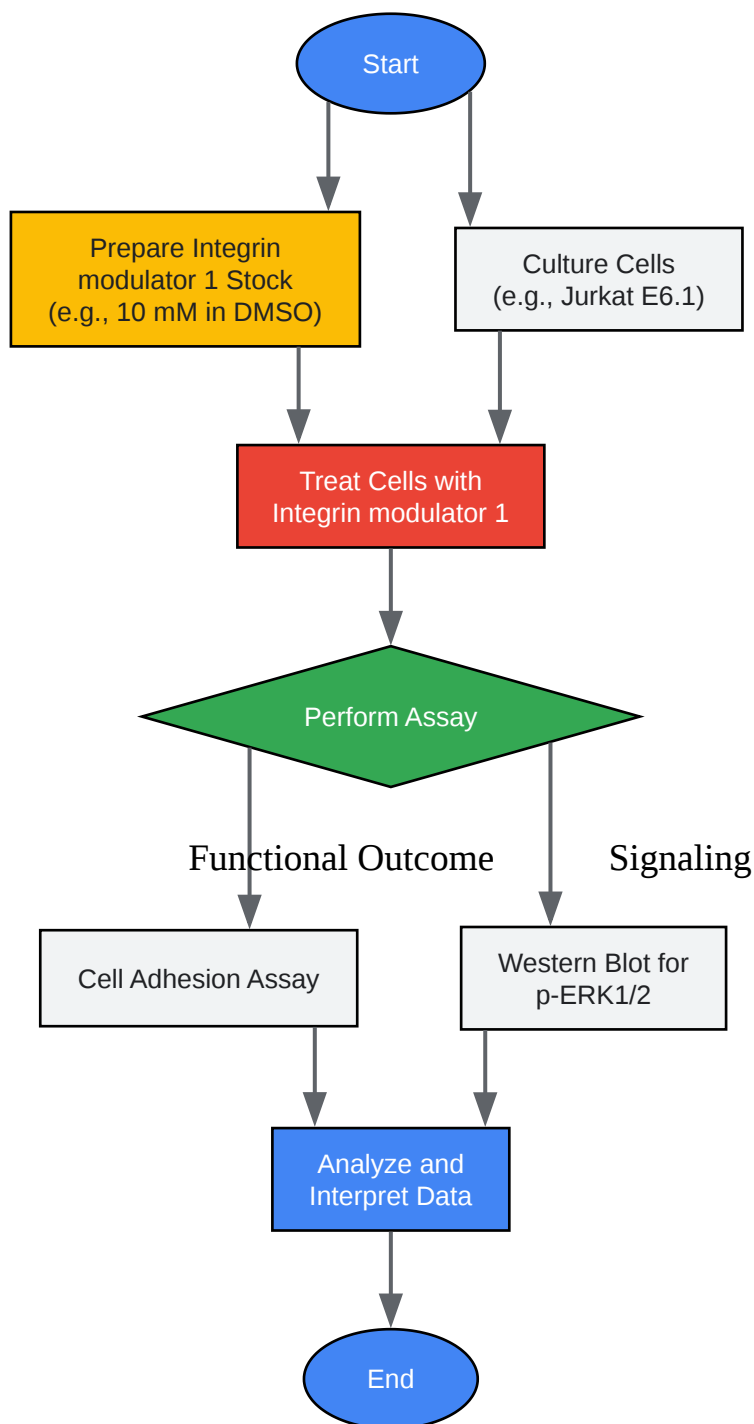 Start
Prepare Integrin
modulator 1 Stock
(e.g., 10 mM in DMSO)
Culture Cells
(e.g., Jurkat E6.1)
Treat Cells with
Integrin modulator 1
Perform Assay
Functional Outcome
Signaling
Cell Adhesion Assay
Western Blot for
p-ERK1/2
Analyze and
Interpret Data
End